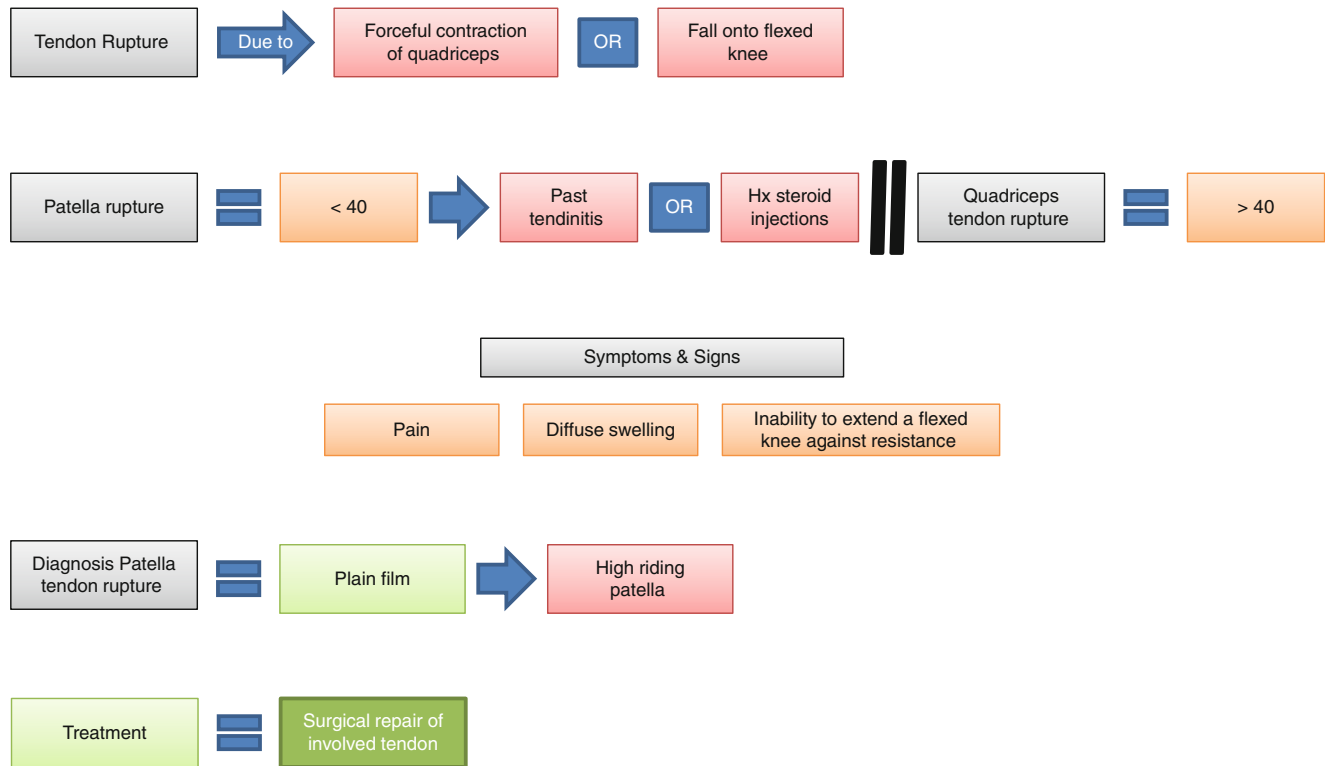 Tendon Rupture
Due to
Forceful contraction
of quadriceps
OR
Fall onto flexed
knee
Patella rupture
< 40
Past
tendinitis
OR
Hx steroid
injections
Quadriceps
tendon rupture
> 40
Symptoms & Signs
Pain
Diffuse swelling
Inability to extend a flexed
knee against resistance
Diagnosis Patella
tendon rupture
Plain film
High riding
patella
Treatment
Surgical repair of
involved tendon